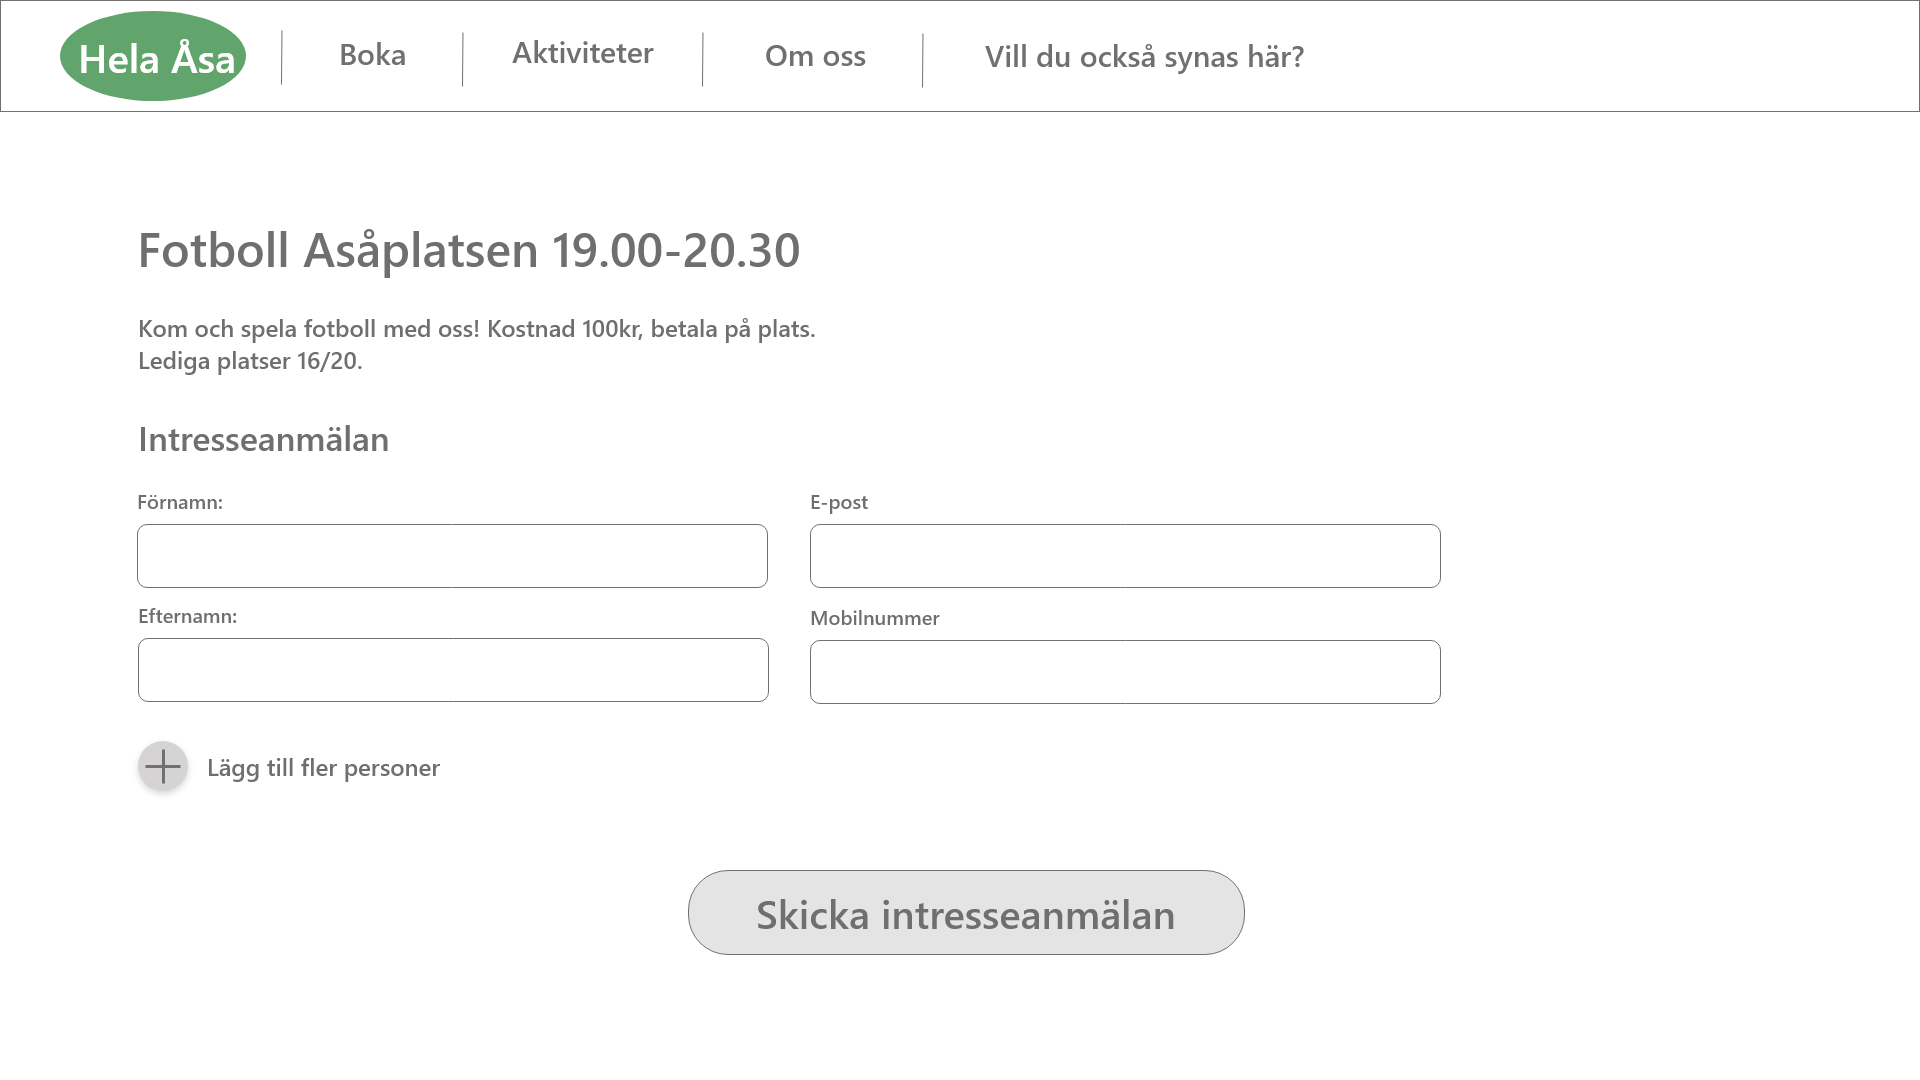 Hela Åsa
Boka
Aktiviteter
Om oss
Vill du också synas här?
Fotboll Asåplatsen 19.00-20.30
Kom och spela fotboll med oss! Kostnad 100kr, betala på plats.
Lediga platser 16/20.
Intresseanmälan
Förnamn:
E-post
Efternamn:
Mobilnummer
Lägg till fler personer
Skicka intresseanmälan